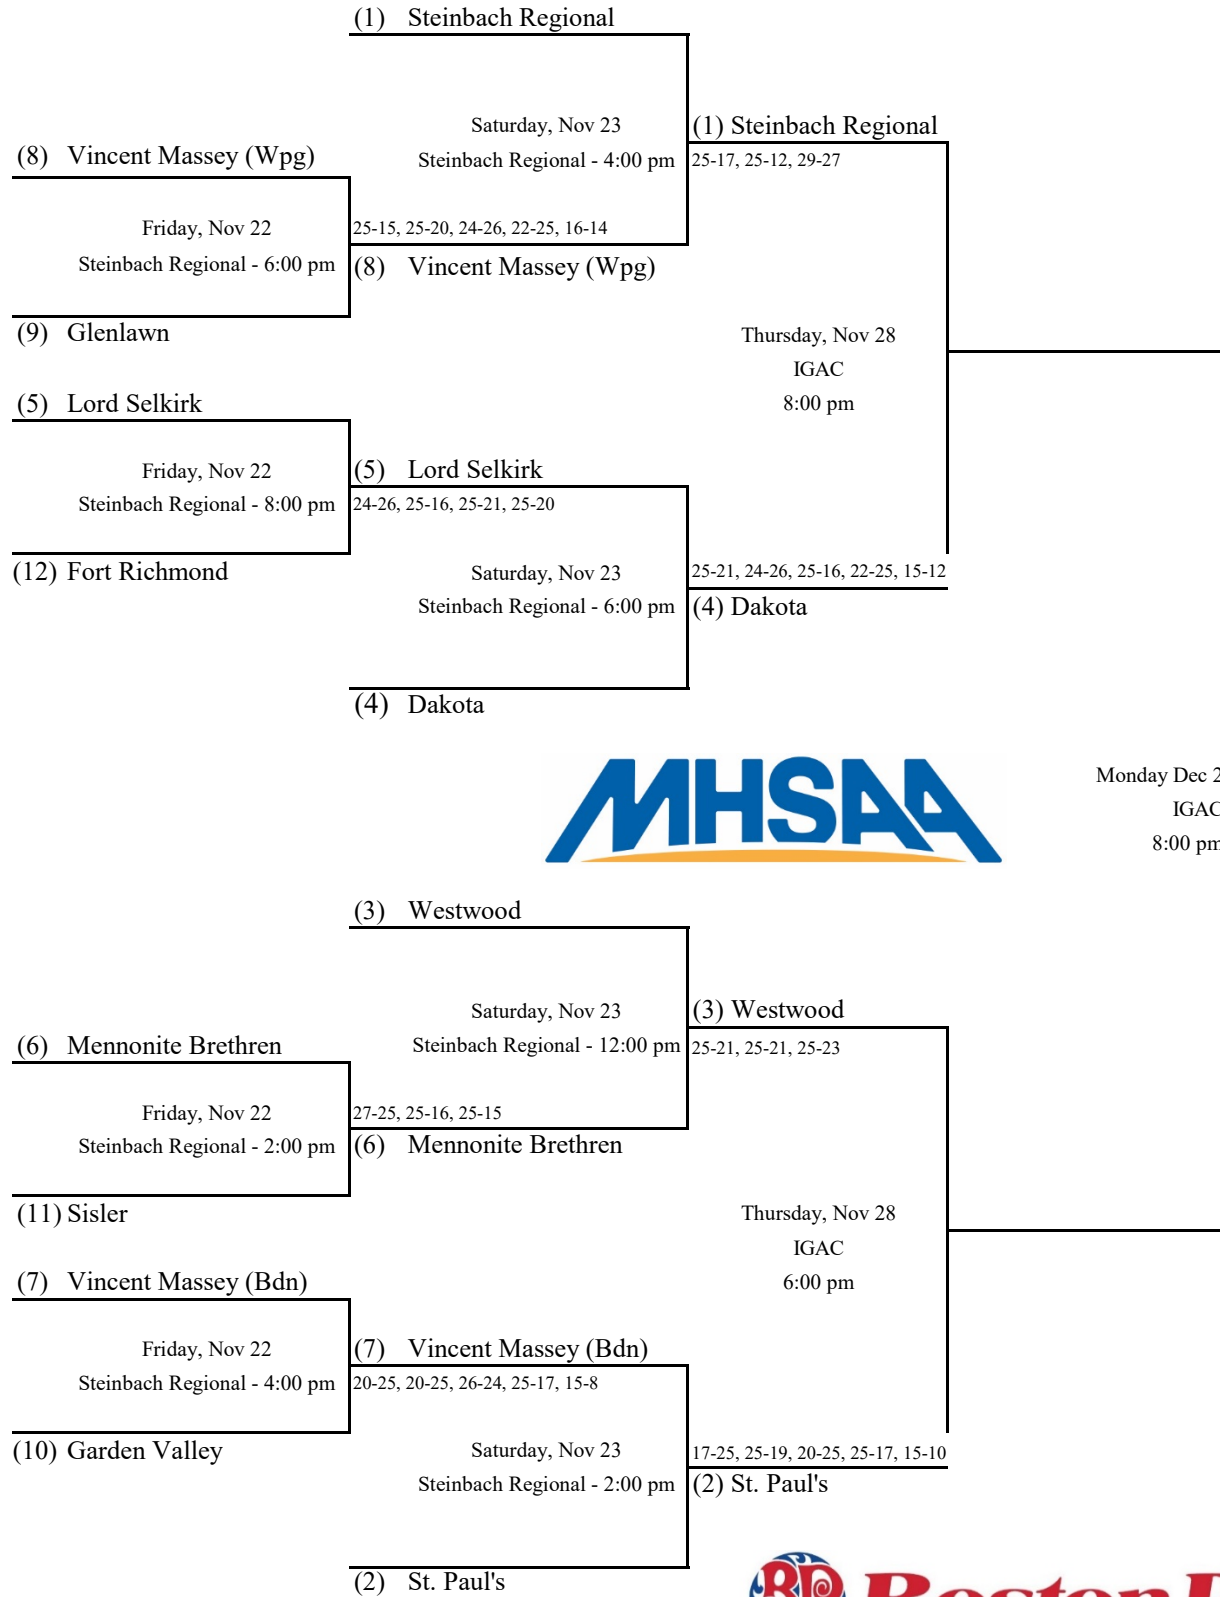 (1) Steinbach Regional
Saturday, Nov 23
Steinbach Regional - 4:00 pm
(1) Steinbach Regional
25-17, 25-12, 29-27
(8) Vincent Massey (Wpg)
Friday, Nov 22
Steinbach Regional - 6:00 pm
25-15, 25-20, 24-26, 22-25, 16-14
(8) Vincent Massey (Wpg)
(9) Glenlawn
Thursday, Nov 28
IGAC
8:00 pm
(5) Lord Selkirk
Friday, Nov 22
Steinbach Regional - 8:00 pm
(5) Lord Selkirk
24-26, 25-16, 25-21, 25-20
(12) Fort Richmond
Saturday, Nov 23
Steinbach Regional - 6:00 pm
25-21, 24-26, 25-16, 22-25, 15-12
(4) Dakota
(4) Dakota
MHSAA
Monday Dec 2
IGAC
8:00 pm
(3) Westwood
Saturday, Nov 23
Steinbach Regional - 12:00 pm
(3) Westwood
25-21, 25-21, 25-23
(6) Mennonite Brethren
Friday, Nov 22
Steinbach Regional - 2:00 pm
27-25, 25-16, 25-15
(6) Mennonite Brethren
(11) Sisler
Thursday, Nov 28
IGAC
6:00 pm
(7) Vincent Massey (Bdn)
Friday, Nov 22
Steinbach Regional - 4:00 pm
(7) Vincent Massey (Bdn)
20-25, 20-25, 26-24, 25-17, 15-8
(10) Garden Valley
Saturday, Nov 23
Steinbach Regional - 2:00 pm
17-25, 25-19, 20-25, 25-17, 15-10
(2) St. Paul's
(2) St. Paul's
BP Boston